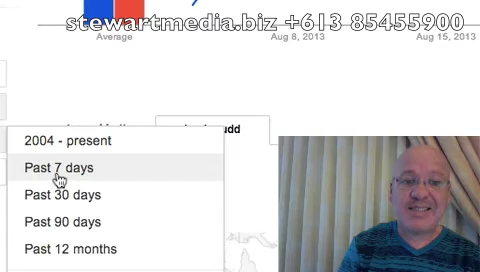 stewartmedia.biz +613 85455900
Average
Aug 8, 2013
Aug 15, 2013
udd
2004 - present
Past 7 days
Past 30 days
Past 90 days
Past 12 months